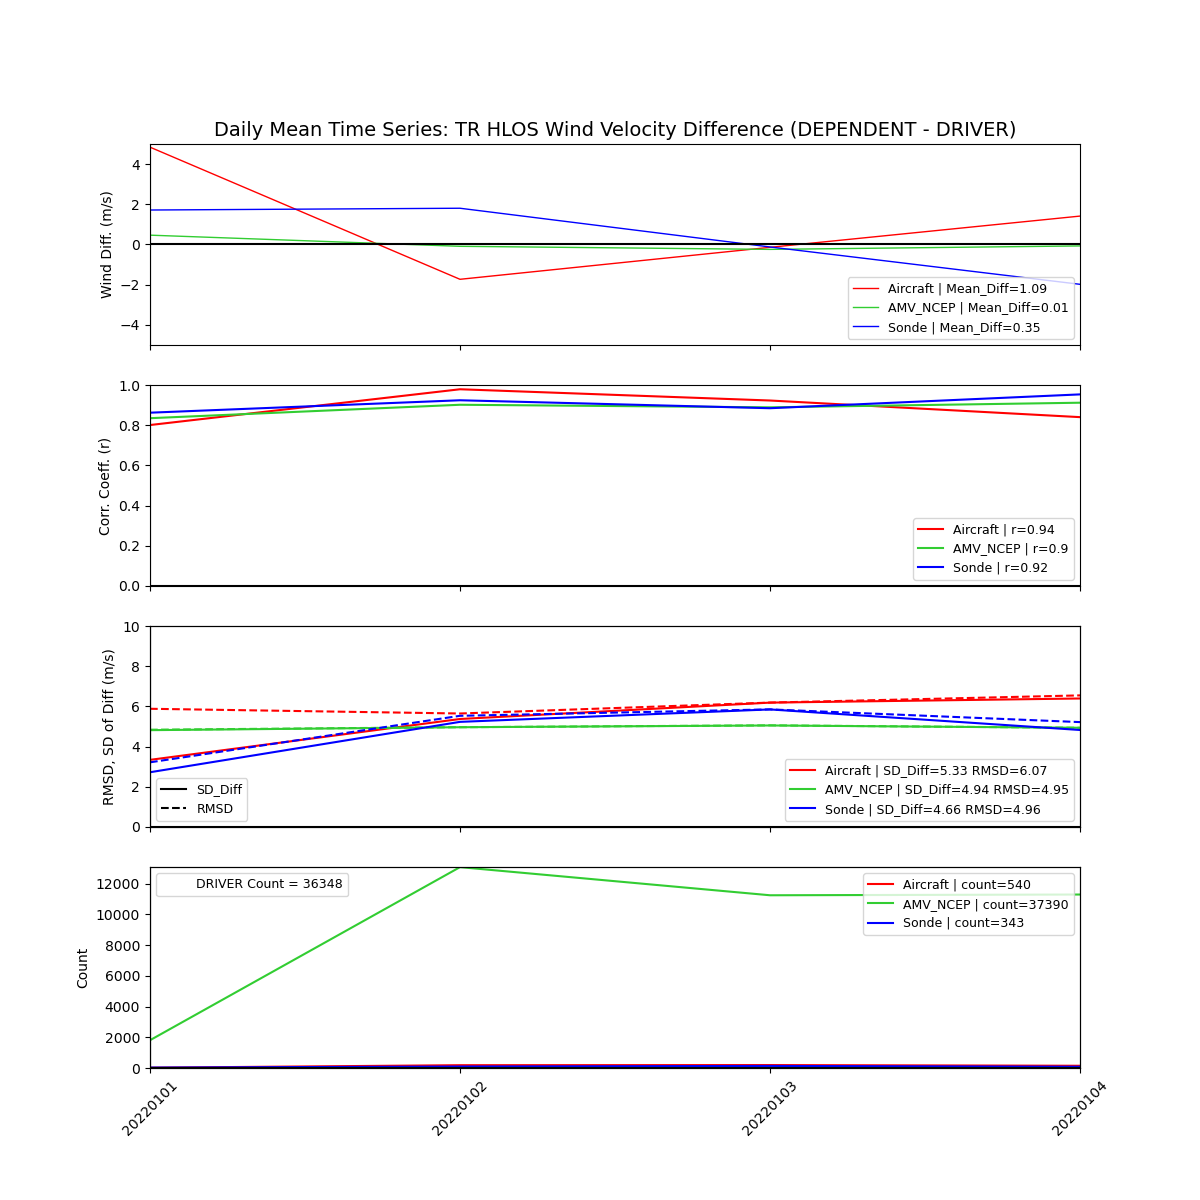 Daily Mean Time Series: TR HLOS Wind Velocity Difference (DEPENDENT - DRIVER)
4
2
0
−2
−4
Wind Diff. (m/s)
Aircraft | Mean_Diff=1.09
AMV_NCEP | Mean_Diff=0.01
Sonde | Mean_Diff=0.35
1.0
0.8
0.6
0.4
0.2
0.0
Corr. Coeff. (r)
Aircraft | r=0.94
AMV_NCEP | r=0.9
Sonde | r=0.92
10
8
6
4
2
0
RMSD, SD of Diff (m/s)
SD_Diff
RMSD
Aircraft | SD_Diff=5.33 RMSD=6.07
AMV_NCEP | SD_Diff=4.94 RMSD=4.95
Sonde | SD_Diff=4.66 RMSD=4.96
12000
10000
8000
6000
4000
2000
0
Count
DRIVER Count = 36348
Aircraft | count=540
AMV_NCEP | count=37390
Sonde | count=343
20220101
20220102
20220103
20220104